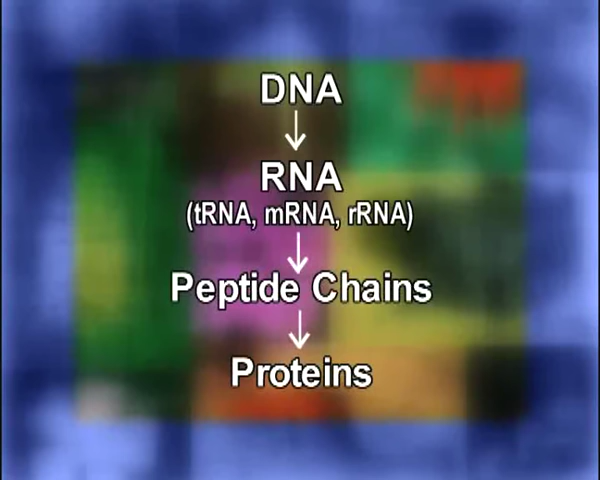 DNA
RNA
(tRNA, mRNA, rRNA)
Peptide Chains
Proteins